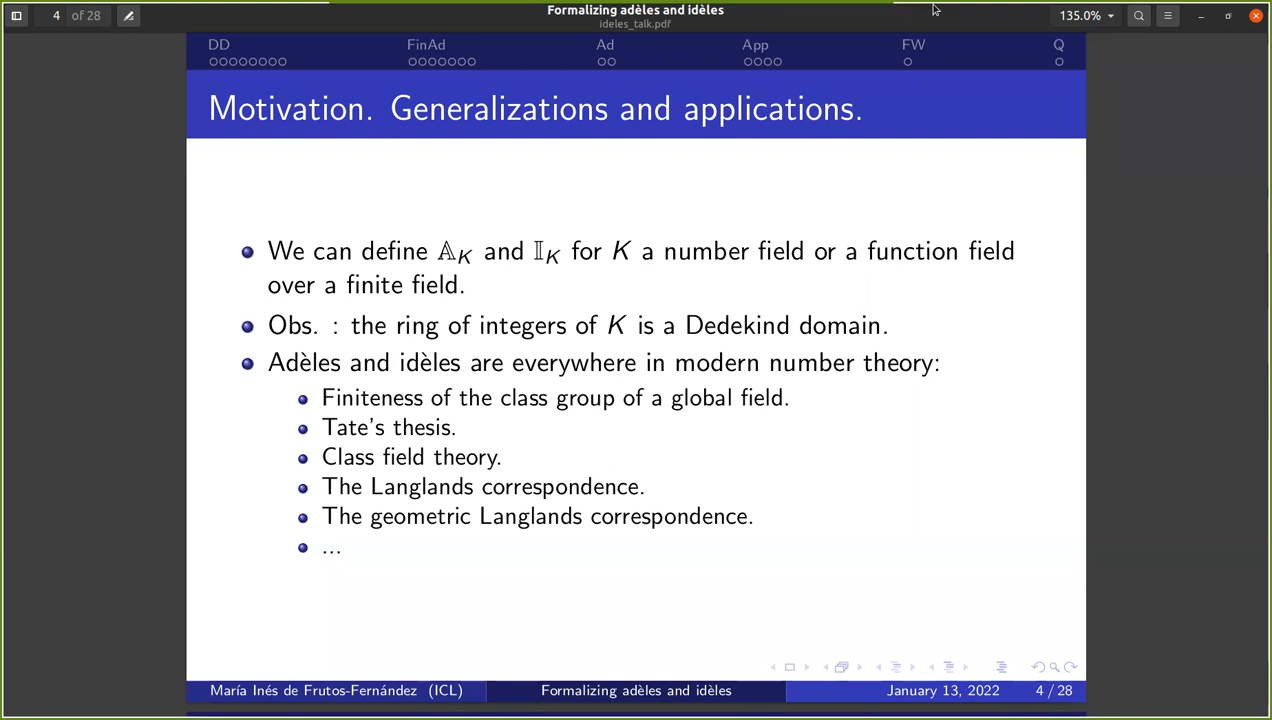 4 of 28
Formalizing adèles and idèles
ideles_talk.pdf
135.0%
DD FinAd Ad App FW Q
Motivation. Generalizations and applications.
We can define 𝔸_K and 𝕀_K for K a number field or a function field
over a finite field.
Obs. : the ring of integers of K is a Dedekind domain.
Adèles and idèles are everywhere in modern number theory:
Finiteness of the class group of a global field.
Tate's thesis.
Class field theory.
The Langlands correspondence.
The geometric Langlands correspondence.
...
María Inés de Frutos-Fernández (ICL) Formalizing adèles and idèles January 13, 2022 4 / 28